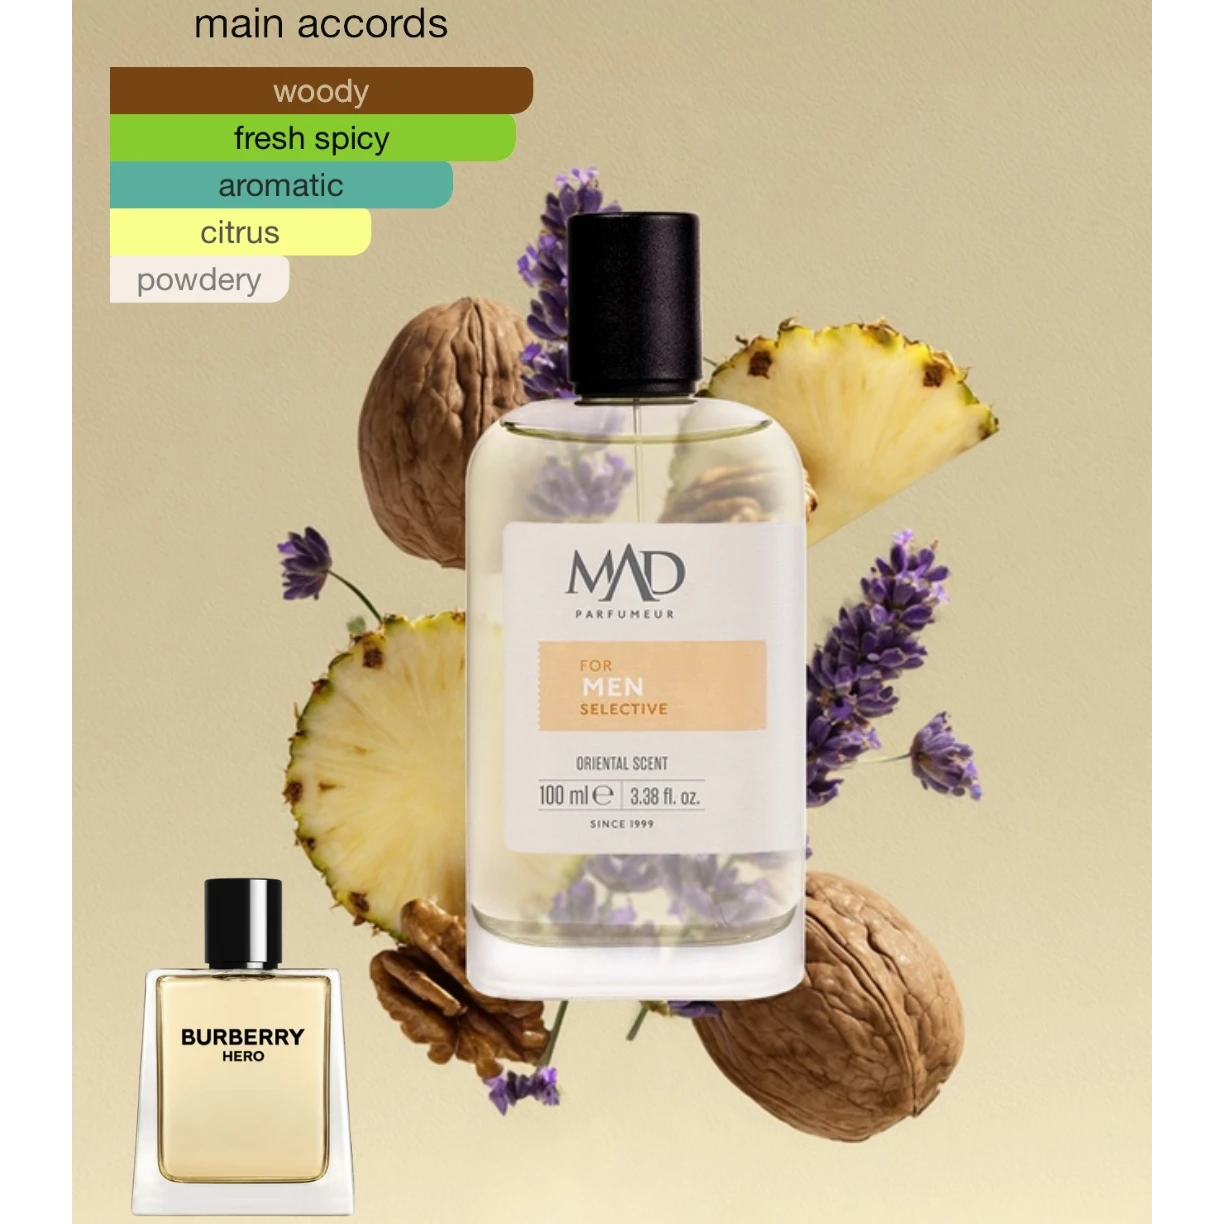 main accords
woody
fresh spicy
aromatic
citrus
powdery
MAD
PARFUMEUR
FOR
MEN
SELECTIVE
ORIENTAL SCENT
100 ml ℮ 3.38 fl. oz.
SINCE 1999
BURBERRY
HERO